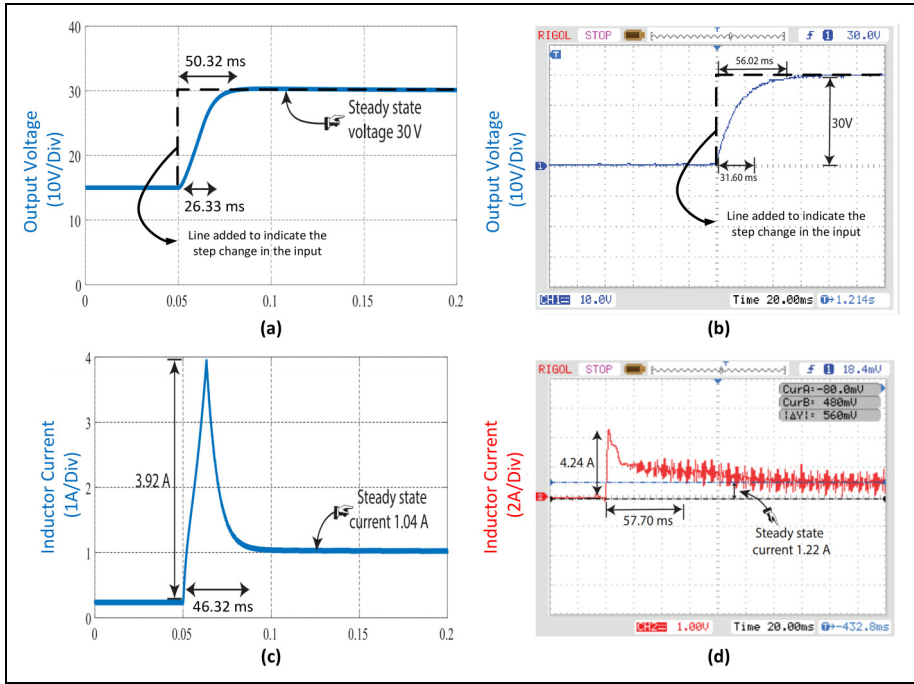 40
50.32 ms
30
Steady state
voltage 30 V
20
26.33 ms
10
Line added to indicate the
step change in the input
0
0
0.05
0.1
0.15
0.2
Output Voltage
(10V/Div)
(a)
RIGOL
STOP
30.0V
56.02 ms
30V
31.60 ms
Line added to indicate the
step change in the input
CH1 10.0V
Time 20.00ms
1.214s
Output Voltage
(10V/Div)
(b)
4
3
3.92 A
2
Steady state
current 1.04 A
1
46.32 ms
0
0
0.05
0.1
0.15
0.2
Inductor Current
(1A/Div)
(c)
RIGOL
STOP
18.4mV
CurA:-80.0mV
CurB: 480mV
|ΔY|: 560mV
4.24 A
57.70 ms
Steady state
current 1.22 A
CH2 1.00V
Time 20.00ms
-432.8ms
Inductor Current
(2A/Div)
(d)